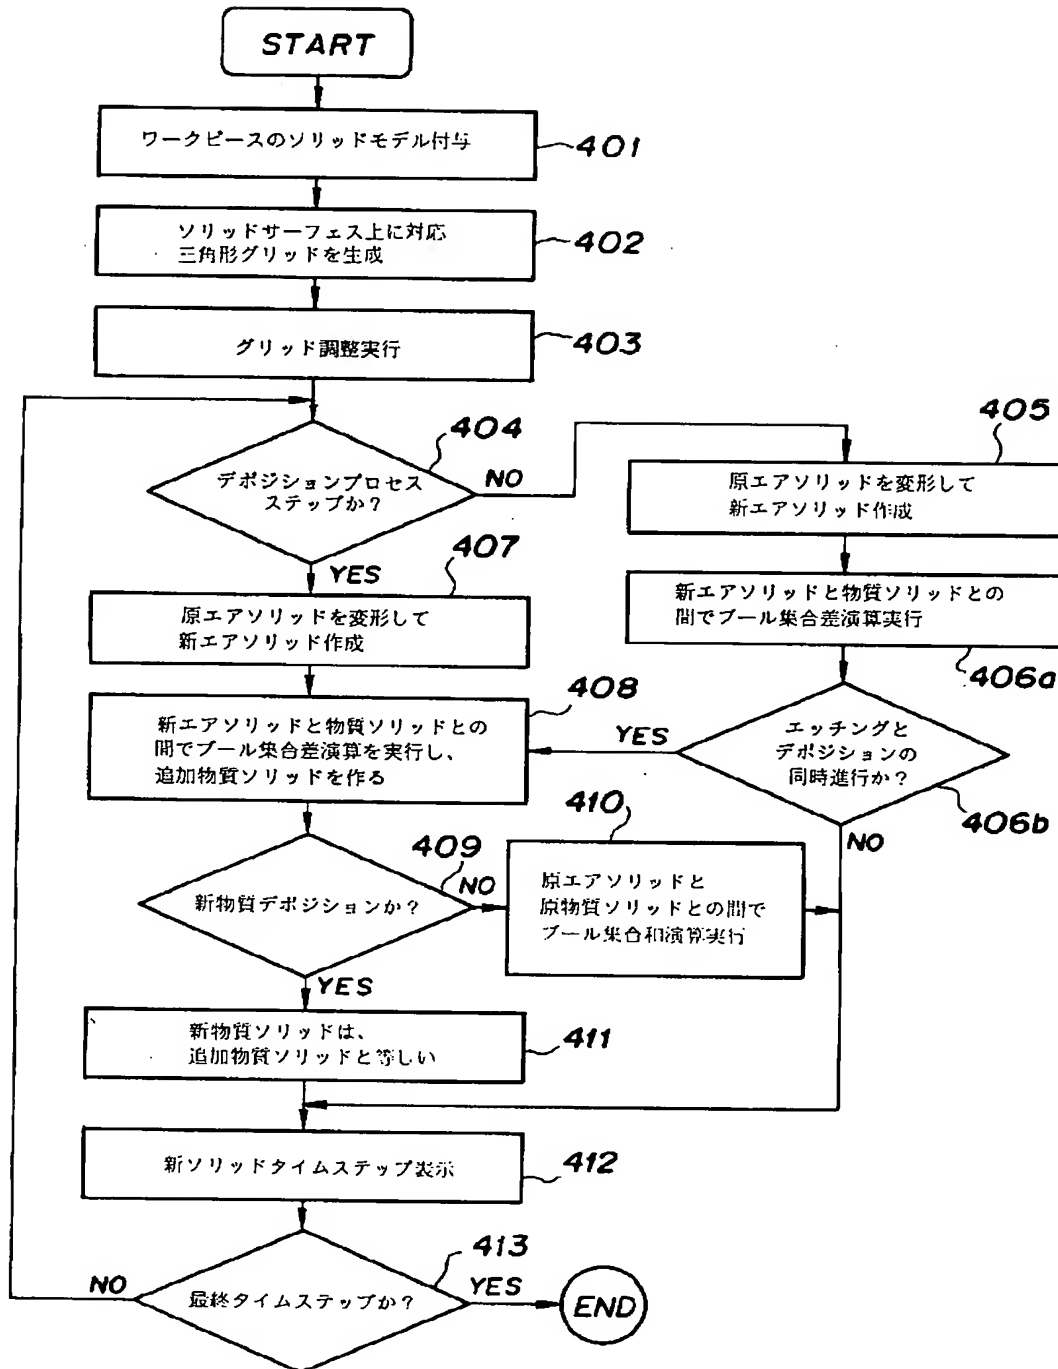 START
ワークピースのソリッドモデル付与
401
ソリッドサーフェス上に対応
三角形グリッドを生成
402
グリッド調整実行
403
404
デポジションプロセス
ステップか?
NO
YES
405
原エアソリッドを変形して
新エアソリッド作成
新エアソリッドと物質ソリッドとの
間でブール集合差演算実行
406a
エッチングと
デポジションの
同時進行か?
406b
YES
NO
407
原エアソリッドを変形して
新エアソリッド作成
408
新エアソリッドと物質ソリッドとの
間でブール集合差演算を実行し、
追加物質ソリッドを作る
409
新物質デポジションか?
NO
YES
410
原エアソリッドと
原物質ソリッドとの間で
ブール集合和演算実行
新物質ソリッドは、
追加物質ソリッドと等しい
411
新ソリッドタイムステップ表示
412
413
最終タイムステップか?
NO
YES
END